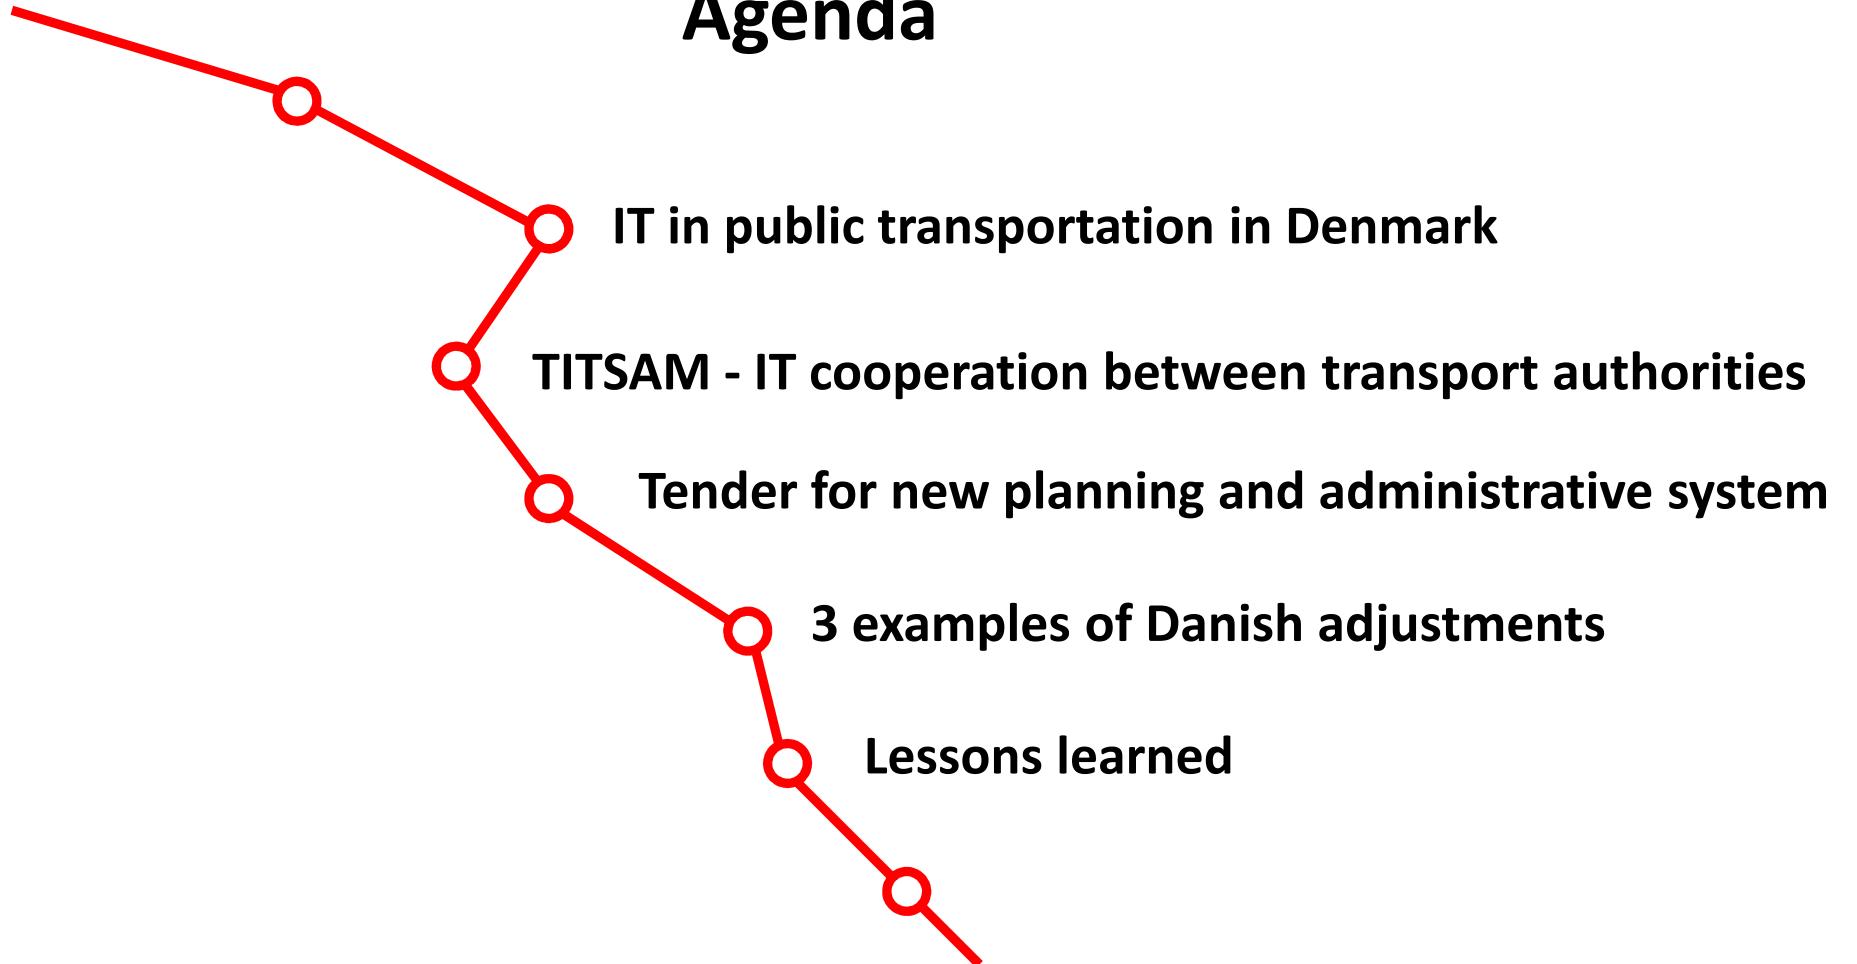 Agenda
IT in public transportation in Denmark
TITSAM - IT cooperation between transport authorities
Tender for new planning and administrative system
3 examples of Danish adjustments
Lessons learned